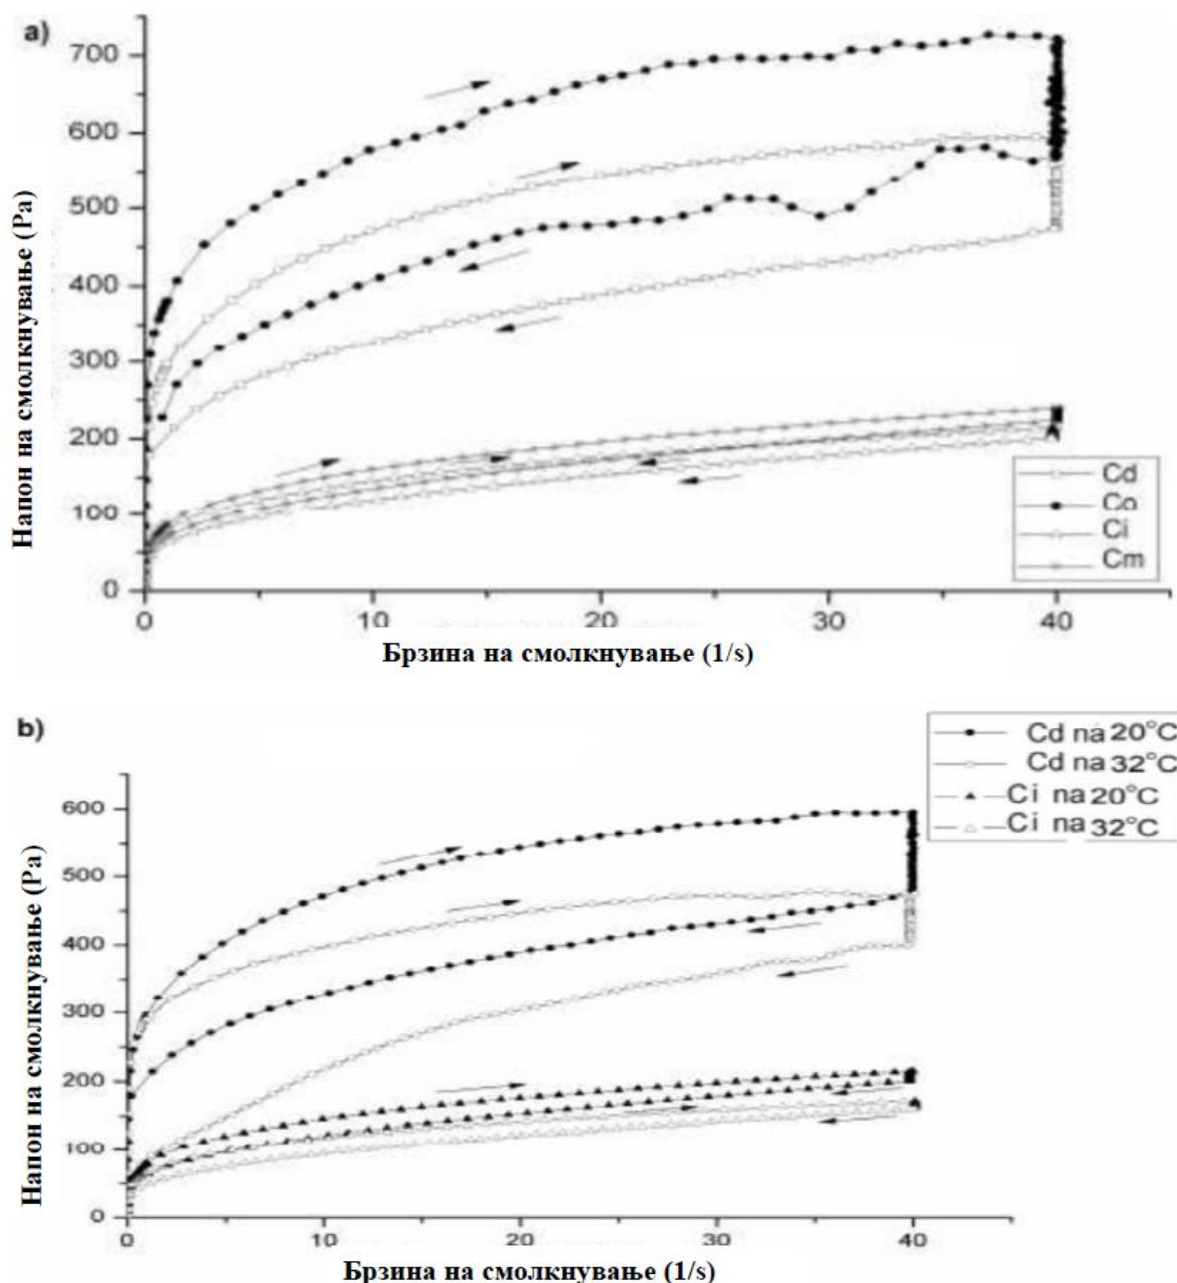 a)
700
600
500
400
300
200
100
0
Напон на смолкнување (Pa)
0 10 20 30 40
Брзина на смолкнување (1/s)
Cd
Co
Ci
Cm
b)
Cd na 20°C
Cd na 32°C
Ci na 20°C
Ci na 32°C
600
500
400
300
200
100
0
Напон на смолкнување (Pa)
0 10 20 30 40
Брзина на смолкнување (1/s)